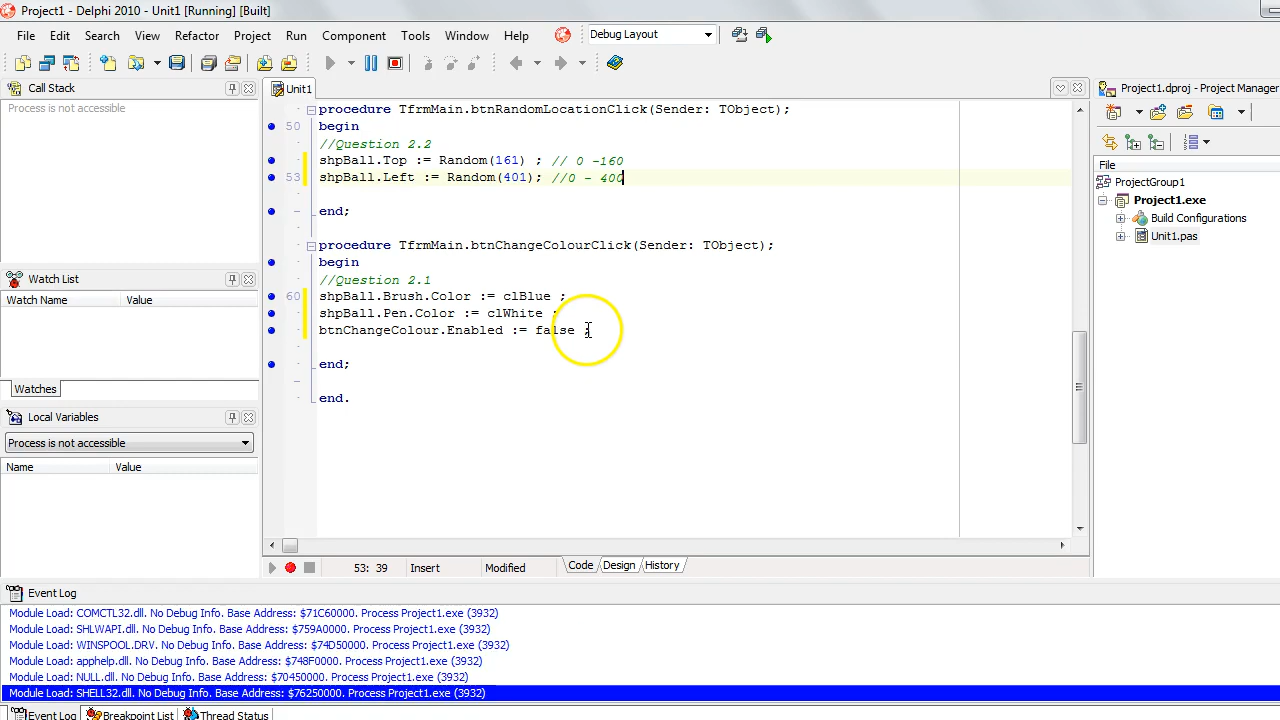 Project1 - Delphi 2010 - Unit1 [Running] [Built]
File Edit Search View Refactor Project Run Component Tools Window Help Debug Layout
Call Stack
Process is not accessible
Unit1
Project1.dproj - Project Manager
procedure TfrmMain.btnRandomLocationClick(Sender: TObject);
50 begin
//Question 2.2
shpBall.Top := Random(161) ; // 0 -160
53 shpBall.Left := Random(401); //0 - 400
end;
procedure TfrmMain.btnChangeColourClick(Sender: TObject);
begin
//Question 2.1
60 shpBall.Brush.Color := clBlue ;
shpBall.Pen.Color := clWhite ;
btnChangeColour.Enabled := false ;
end;
end.
File
ProjectGroup1
Project1.exe
Build Configurations
Unit1.pas
Watch List
Watch Name Value
Watches
Local Variables
Process is not accessible
Name Value
53: 39 Insert Modified Code Design History
Event Log
Module Load: COMCTL32.dll. No Debug Info. Base Address: $71C60000. Process Project1.exe (3932)
Module Load: SHLWAPI.dll. No Debug Info. Base Address: $759A0000. Process Project1.exe (3932)
Module Load: WINSPOOL.DRV. No Debug Info. Base Address: $74D50000. Process Project1.exe (3932)
Module Load: apphelp.dll. No Debug Info. Base Address: $748F0000. Process Project1.exe (3932)
Module Load: NULL.dll. No Debug Info. Base Address: $70450000. Process Project1.exe (3932)
Module Load: SHELL32.dll. No Debug Info. Base Address: $76250000. Process Project1.exe (3932)
Event Log Breakpoint List Thread Status